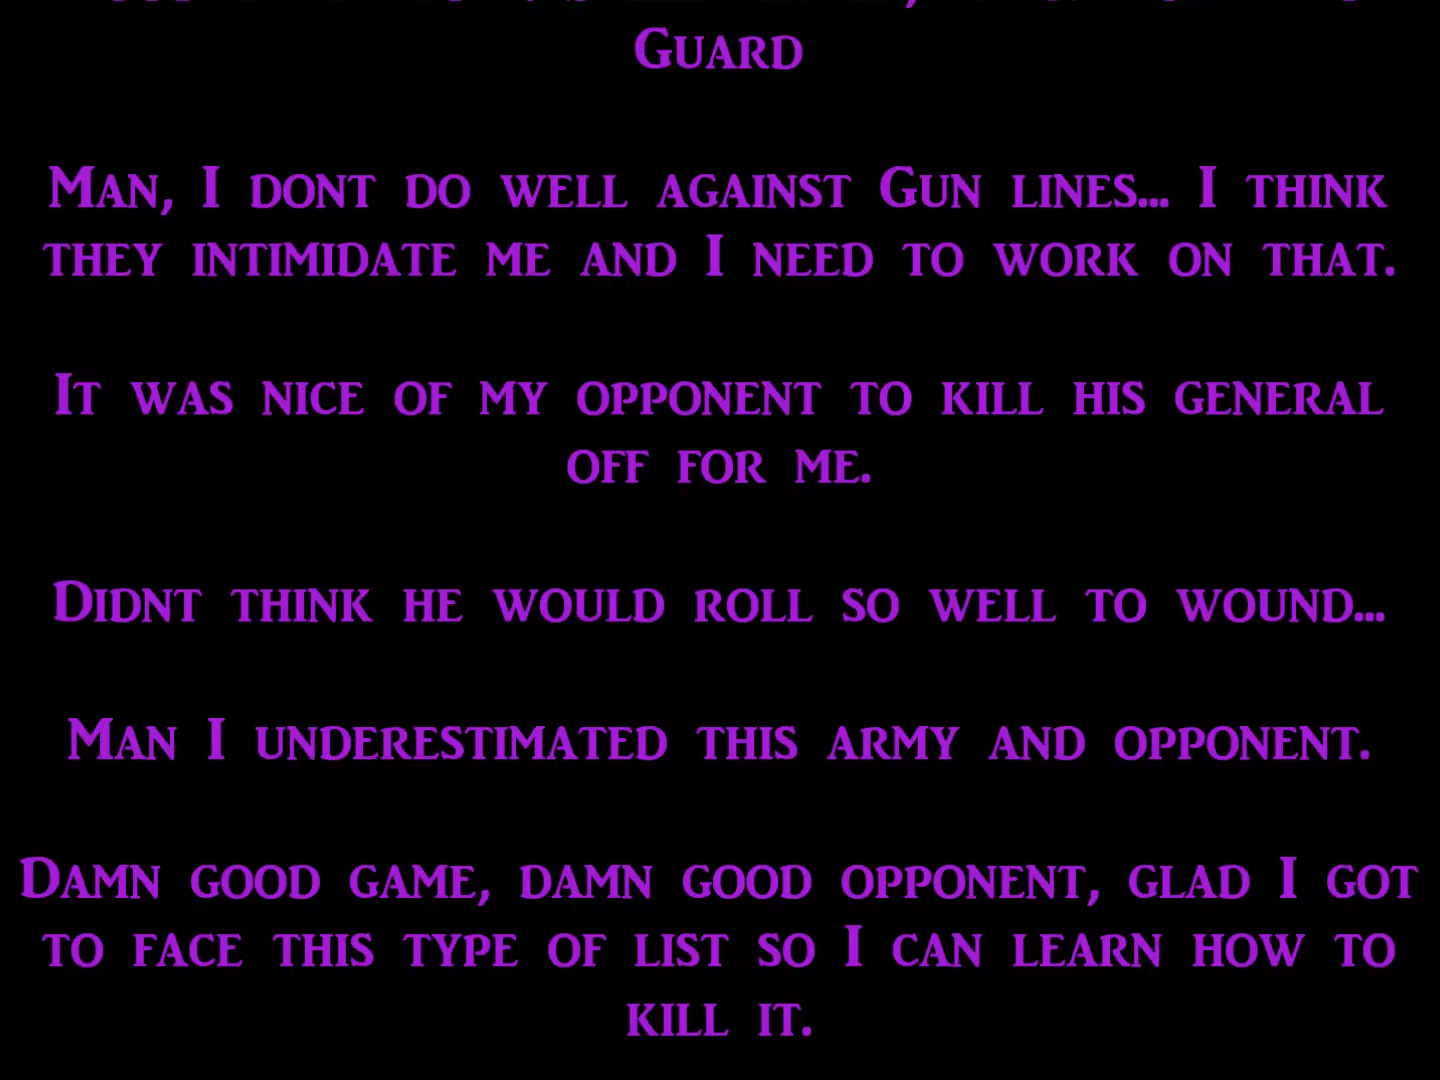 Guard
Man, I dont do well against Gun lines... I think
they intimidate me and I need to work on that.
It was nice of my opponent to kill his general
off for me.
Didnt think he would roll so well to wound...
Man I underestimated this army and opponent.
Damn good game, damn good opponent, glad I got
to face this type of list so I can learn how to
kill it.